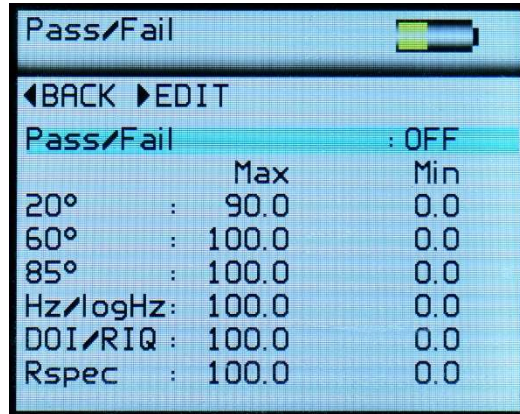 Pass/Fail
◀BACK ▶EDIT
Pass/Fail : OFF
Max Min
20° : 90.0 0.0
60° : 100.0 0.0
85° : 100.0 0.0
Hz/logHz: 100.0 0.0
DOI/RIQ : 100.0 0.0
Rspec : 100.0 0.0